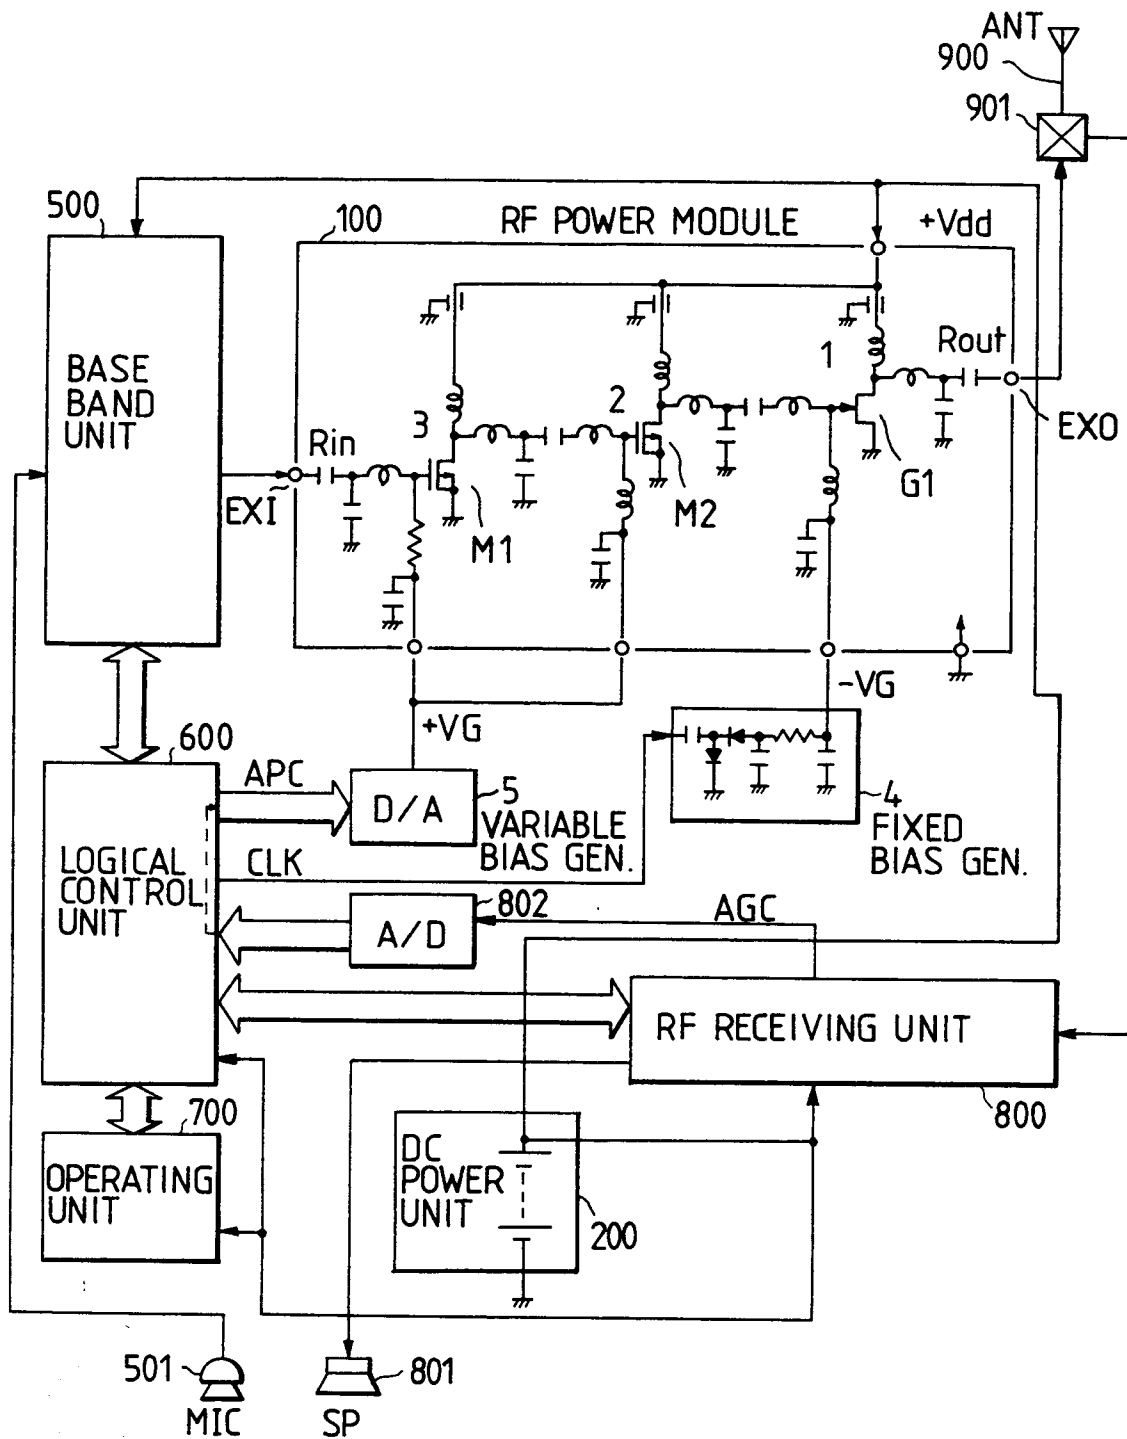 ANT
900
901
500
100
RF POWER MODULE
+Vdd
BASE
BAND
UNIT
1
Rout
2
3
Rin
EXO
G1
EXI
M2
M1
-VG
+VG
600
APC
D/A
5
VARIABLE
BIAS GEN.
4
FIXED
BIAS GEN.
LOGICAL
CONTROL
UNIT
CLK
802
A/D
AGC
RF RECEIVING UNIT
800
700
OPERATING
UNIT
DC
POWER
UNIT
200
501
MIC
801
SP